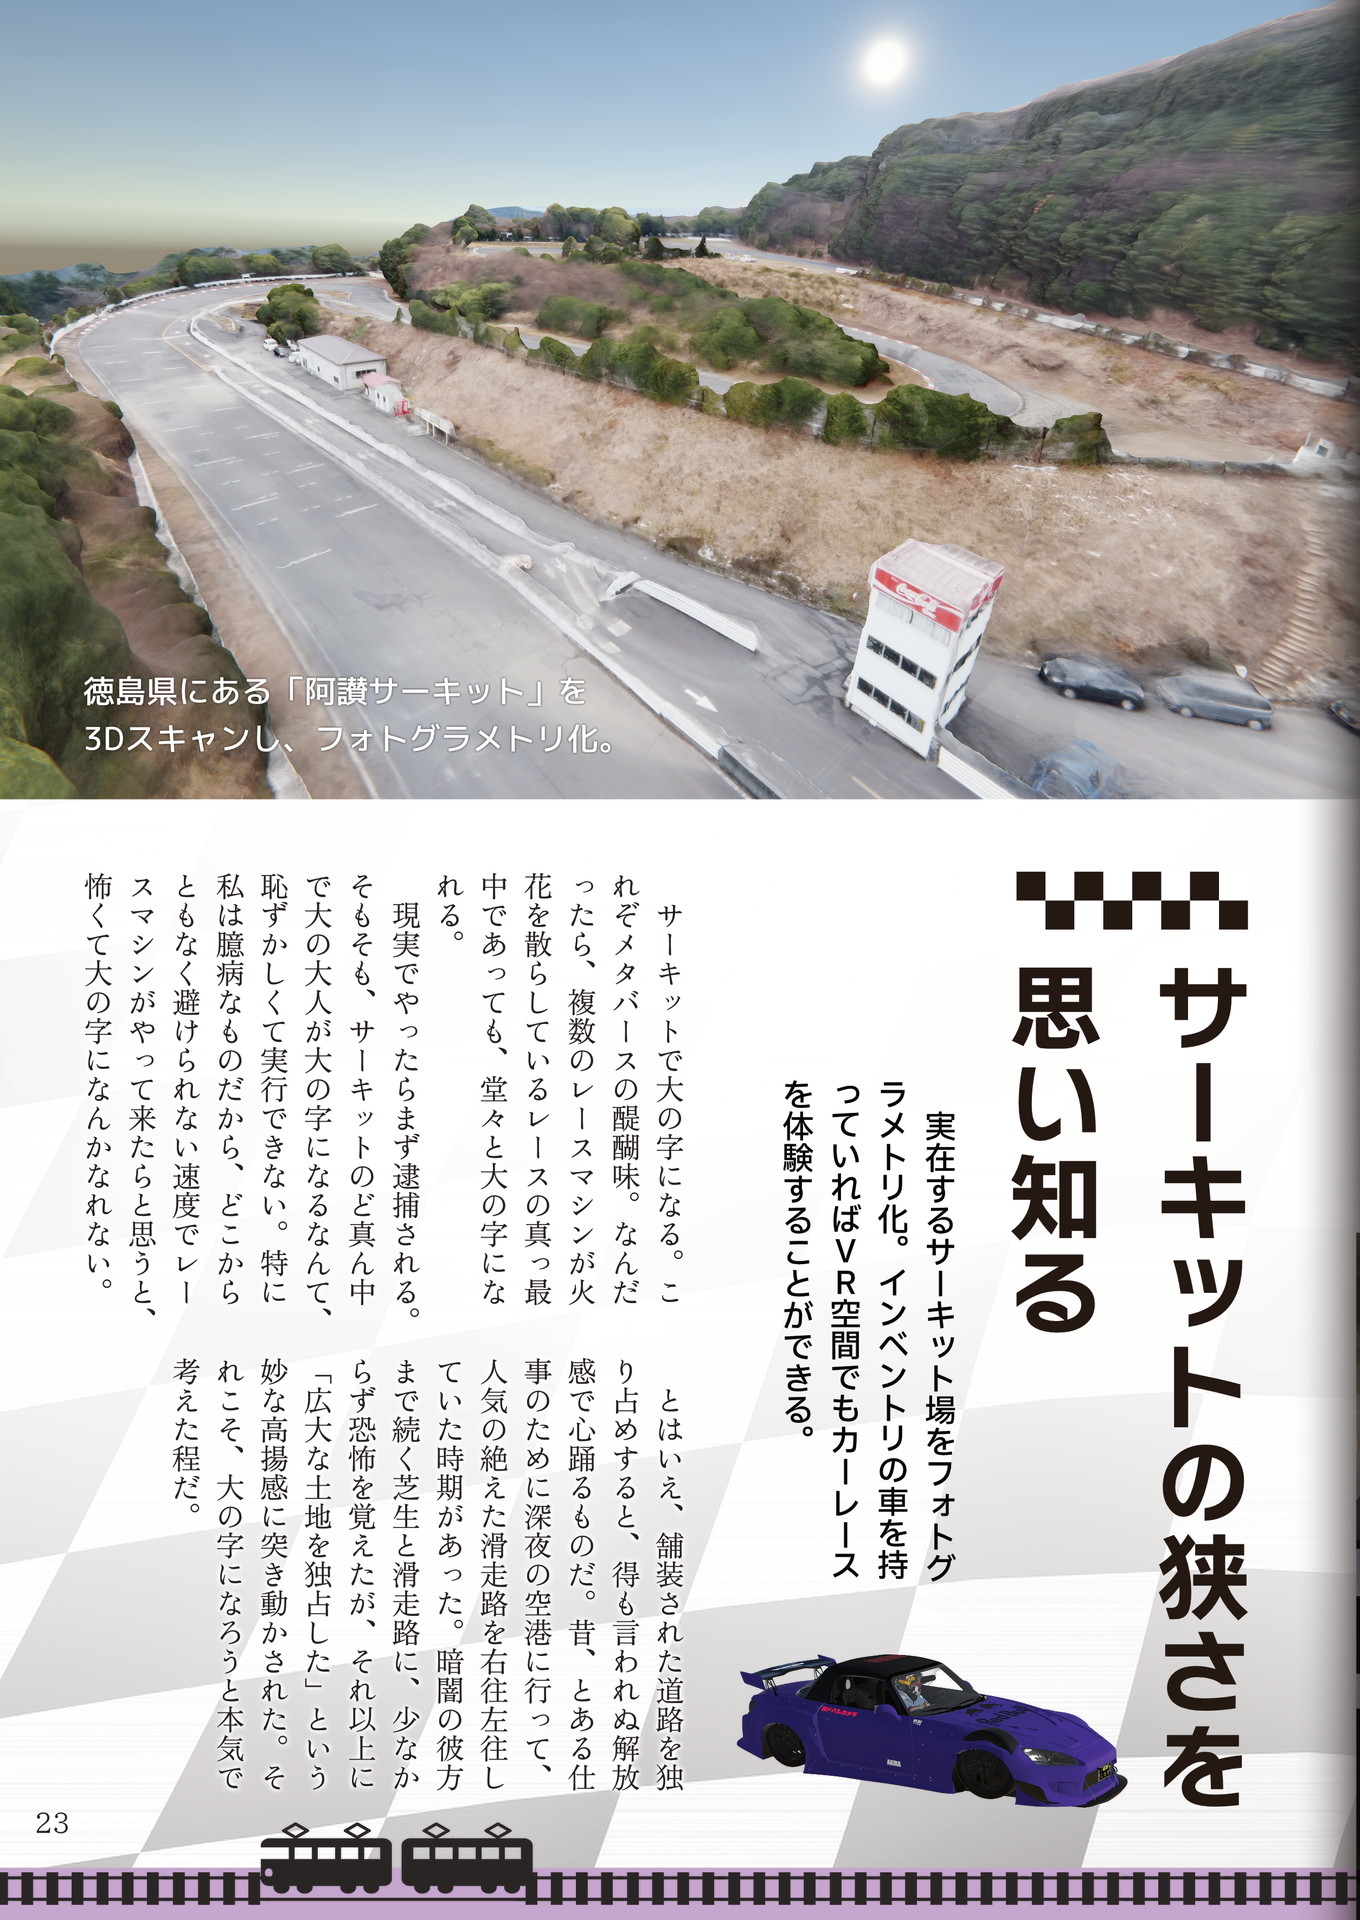 徳島県にある「阿讃サーキット」を
3Dスキャンし、フォトグラメトリ化。
サーキットの狭さを
思い知る
実在するサーキット場をフォトグ
ラメトリ化。インベントリの車を持
っていればＶＲ空間でもカーレース
を体験することができる。
サーキットで大の字になる。こ
れぞメタバースの醍醐味。なんだ
ったら、複数のレースマシンが火
花を散らしているレースの真っ最
中であっても、堂々と大の字にな
れる。
現実でやったらまず逮捕される。
そもそも、サーキットのど真ん中
で大の大人が大の字になるなんて、
恥ずかしくて実行できない。特に
私は臆病なものだから、どこから
ともなく避けられない速度でレー
スマシンがやって来たらと思うと、
怖くて大の字になんかなれない。
とはいえ、舗装された道路を独
り占めすると、得も言われぬ解放
感で心踊るものだ。昔、とある仕
事のために深夜の空港に行って、
人気の絶えた滑走路を右往左往し
ていた時期があった。暗闇の彼方
まで続く芝生と滑走路に、少なか
らず恐怖を覚えたが、それ以上に
「広大な土地を独占した」という
妙な高揚感に突き動かされた。そ
れこそ、大の字になろうと本気で
考えた程だ。
Coca-Cola
AKIRA
23